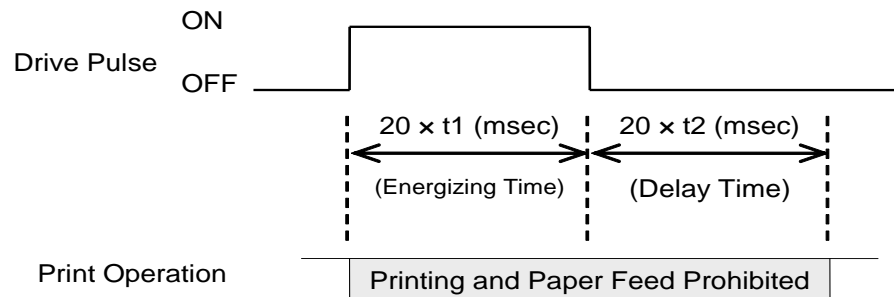 ON
Drive Pulse
OFF
20 × t1 (msec)
20 × t2 (msec)
(Energizing Time)
(Delay Time)
Print Operation
Printing and Paper Feed Prohibited